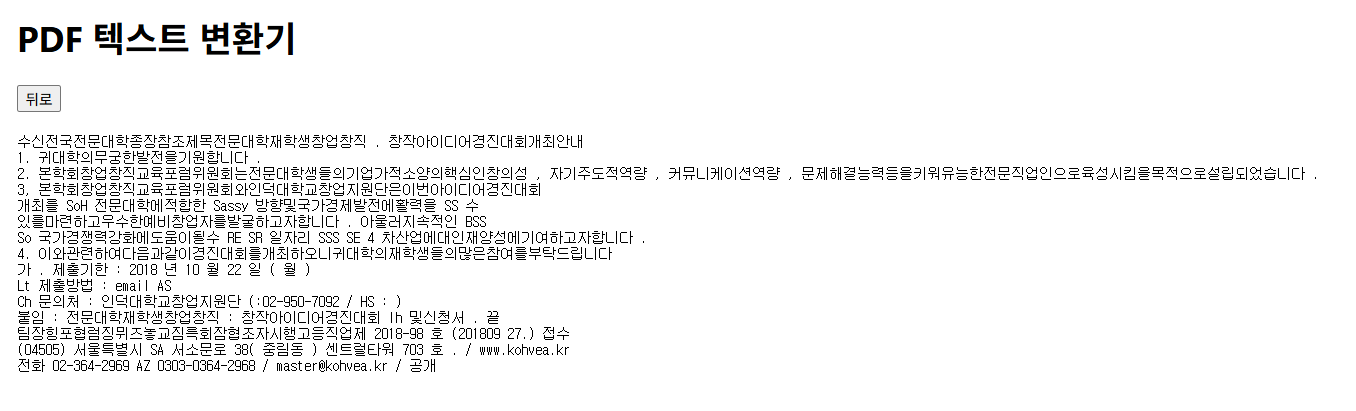 PDF 텍스트 변환기
뒤로
수신전국전문대학총장참조제목전문대학재학생창업창직 . 창작아이디어경진대회개최안내
1. 귀대학의무궁한발전을기원합니다 .
2. 본학회창업창직교육포럼위원회는전문대학생들의기업가적소양의핵심인창의성 , 자기주도적역량 , 커뮤니케이션역량 , 문제해결능력등을키워유능한전문직업인으로육성시킴을목적으로설립되었습니다 .
3, 본학회창업창직교육포럼위원회와인덕대학교창업지원단은이번아이디어경진대회
개최를 SoH 전문대학에적합한 Sassy 방향및국가경제발전에활력을 SS 수
있틀마련하고우수한예비창업자를발굴하고자합니다 . 아울러지속적인 BSS
So 국가경쟁력강화에도움이될수 RE SR 일자리 SSS SE 4 차산업에대인재양성에기여하고자합니다 .
4. 이와관련하여다음과같이경진대회를개최하오니귀대학의재학생들의많은참여를부탁드립니다
가 . 제출기한 : 2018 년 10 월 22 일 ( 월 )
Lt 제출방법 : email AS
Ch 문의처 : 인덕대학교창업지원단 (:02-950-7092 / HS : )
붙임 : 전문대학재학생창업창직 : 창작아이디어경진대회 lh 및신청서 . 끝
팀장힝포협럼징뮈즈놓교짐특회잠협조자시행고등직업제 2018-98 호 (201809 27.) 접수
(04505) 서울특별시 SA 서소문로 38( 중림동 ) 센트럴타워 703 호 . / www.kohvea.kr
전화 02-364-2969 AZ 0303-0364-2968 / master@kohvea.kr / 공개